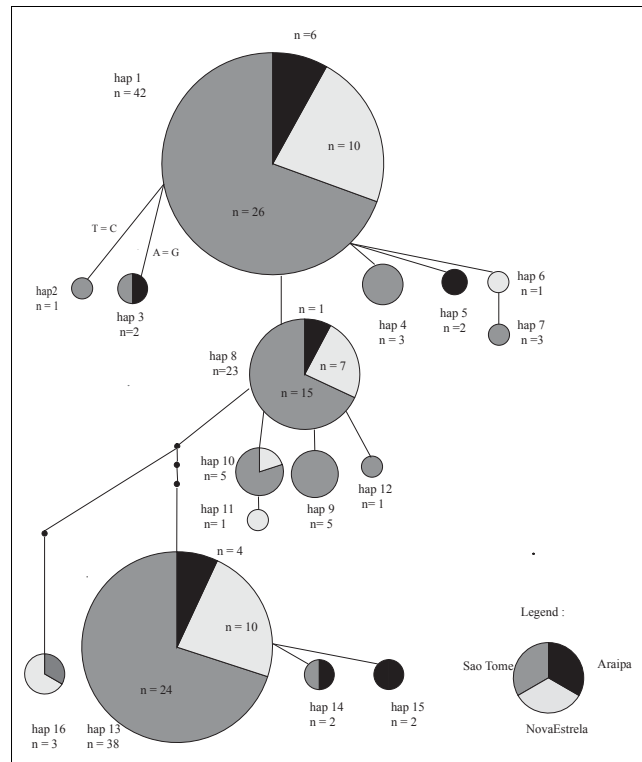 n =6
hap 1
n = 42
n = 10
n = 26
T = C
A = G
hap2
n = 1
hap 3
n=2
hap 4
n = 3
hap 5
n =2
hap 6
n =1
hap 7
n =3
n = 1
hap 8
n=23
n = 7
n = 15
hap 10
n= 5
hap 9
n= 5
hap 12
n= 1
hap 11
n= 1
n = 4
n = 10
n = 24
hap 16
n = 3
hap 13
n = 38
hap 14
n = 2
hap 15
n = 2
Legend :
Sao Tome
Araipa
NovaEstrela